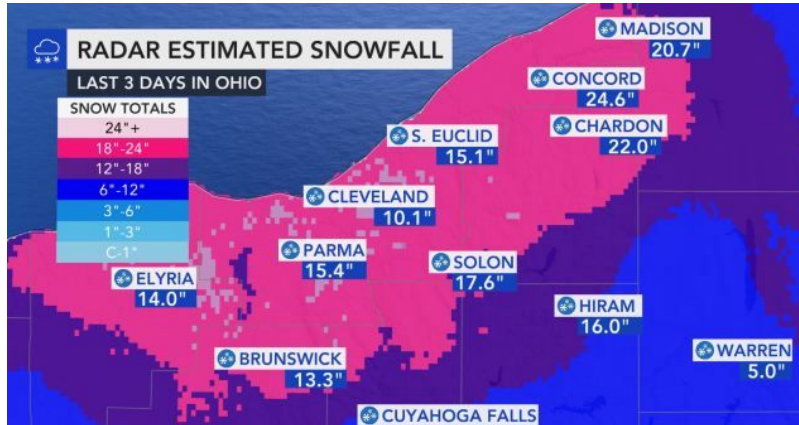 RADAR ESTIMATED SNOWFALL
LAST 3 DAYS IN OHIO
SNOW TOTALS
24"+
18"-24"
12"-18"
6"-12"
3"-6"
1"-3"
C-1"
MADISON
20.7"
CONCORD
24.6"
CHARDON
22.0"
S. EUCLID
15.1"
CLEVELAND
10.1"
PARMA
15.4"
SOLON
17.6"
ELYRIA
14.0"
HIRAM
16.0"
WARREN
5.0"
BRUNSWICK
13.3"
CUYAHOGA FALLS